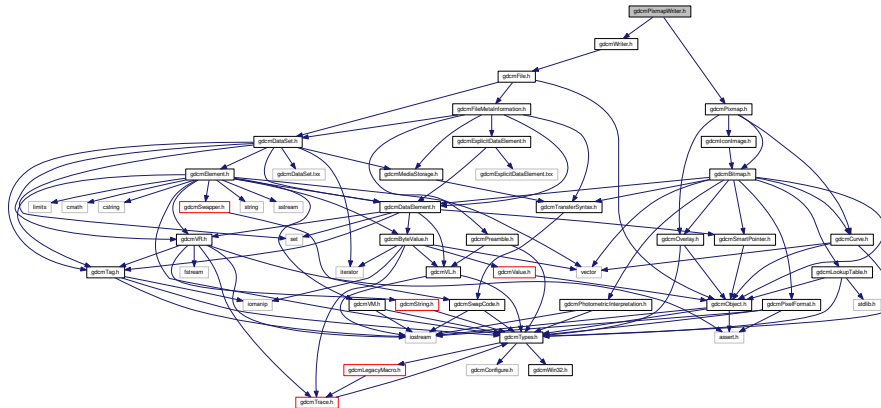 gdcmPixmapWriter.h
gdcmWriter.h
gdcmFile.h
gdcmFileMetaInformation.h
gdcmPixmap.h
gdcmDataSet.h
gdcmExplicitDataElement.h
gdcmIconImage.h
gdcmElement.h
gdcmDataSet.txx
gdcmMediaStorage.h
gdcmExplicitDataElement.txx
gdcmBitmap.h
limits
cmath
cstring
gdcmSwapper.h
string
sstream
gdcmDataElement.h
gdcmTransferSyntax.h
gdcmVR.h
set
gdcmByteValue.h
gdcmPreamble.h
gdcmOverlay.h
gdcmSmartPointer.h
gdcmCurve.h
gdcmTag.h
fstream
iterator
gdcmVL.h
gdcmValue.h
vector
gdcmLookupTable.h
iomanip
gdcmVM.h
gdcmString.h
gdcmSwapCode.h
gdcmPhotometricInterpretation.h
gdcmObject.h
gdcmPixelFormat.h
stdlib.h
iostream
gdcmTypes.h
assert.h
gdcmLegacyMacro.h
gdcmConfigure.h
gdcmWin32.h
gdcmTrace.h